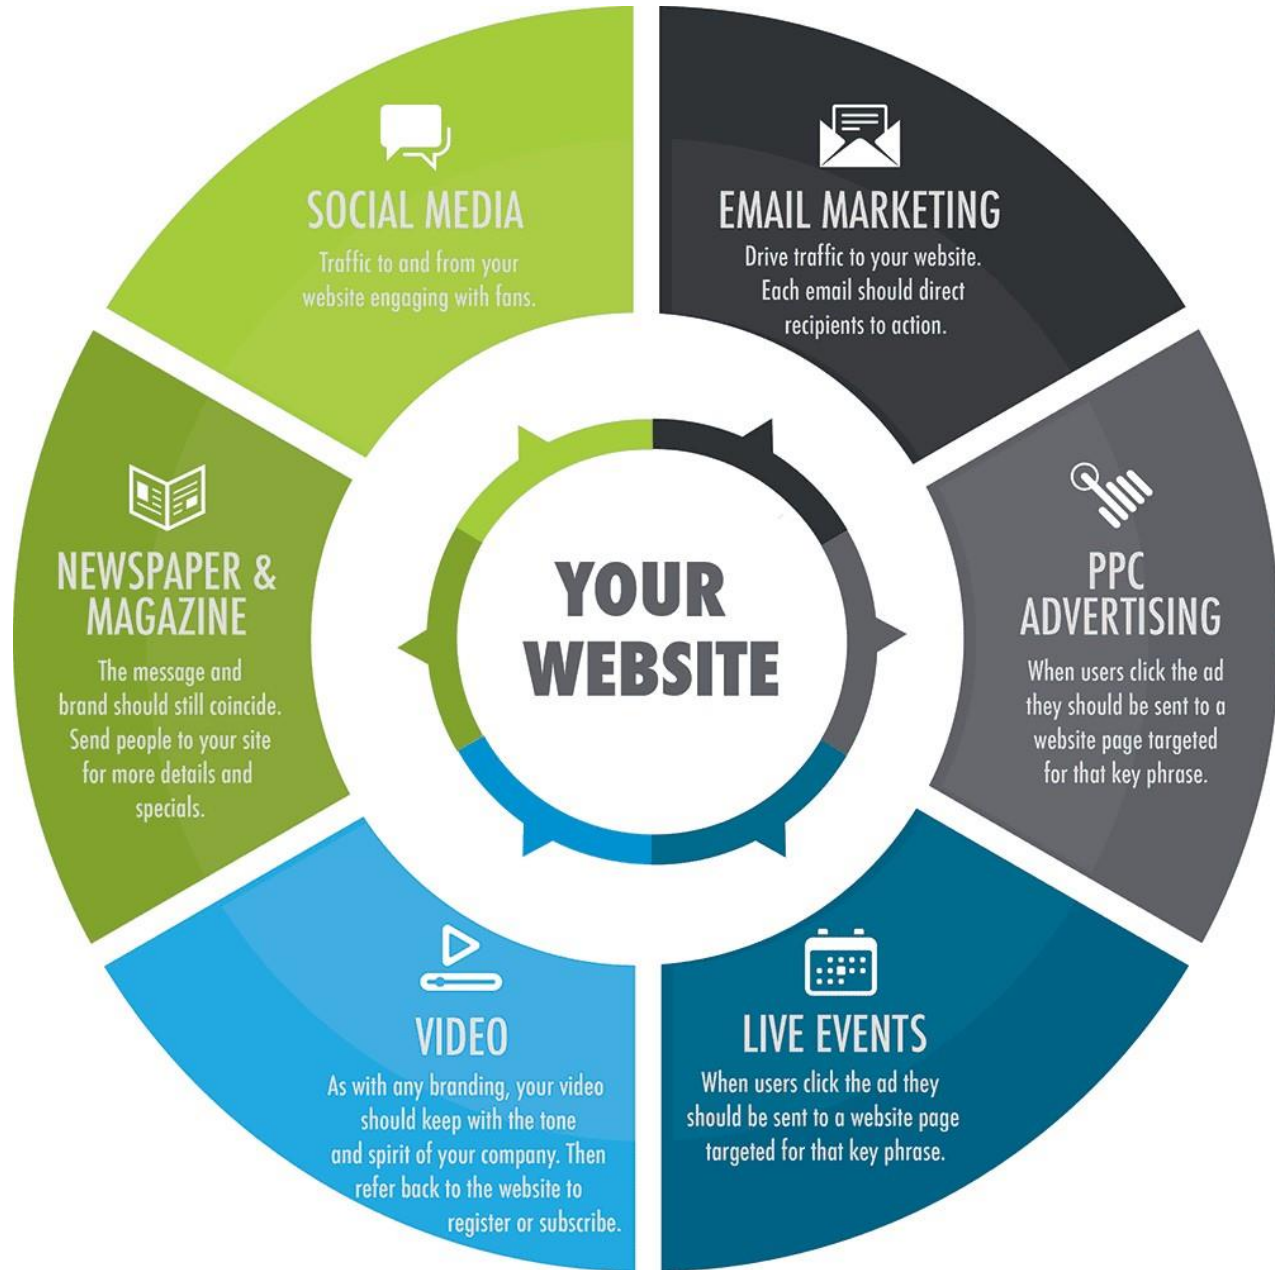 SOCIAL MEDIA
Traffic to and from your
website engaging with fans.
EMAIL MARKETING
Drive traffic to your website.
Each email should direct
recipients to action.
NEWSPAPER &
MAGAZINE
The message and
brand should still coincide.
Send people to your site
for more details and
specials.
YOUR
WEBSITE
PPC
ADVERTISING
When users click the ad
they should be sent to a
website page targeted
for that key phrase.
VIDEO
As with any branding, your video
should keep with the tone
and spirit of your company. Then
refer back to the website to
register or subscribe.
LIVE EVENTS
When users click the ad they
should be sent to a website page
targeted for that key phrase.